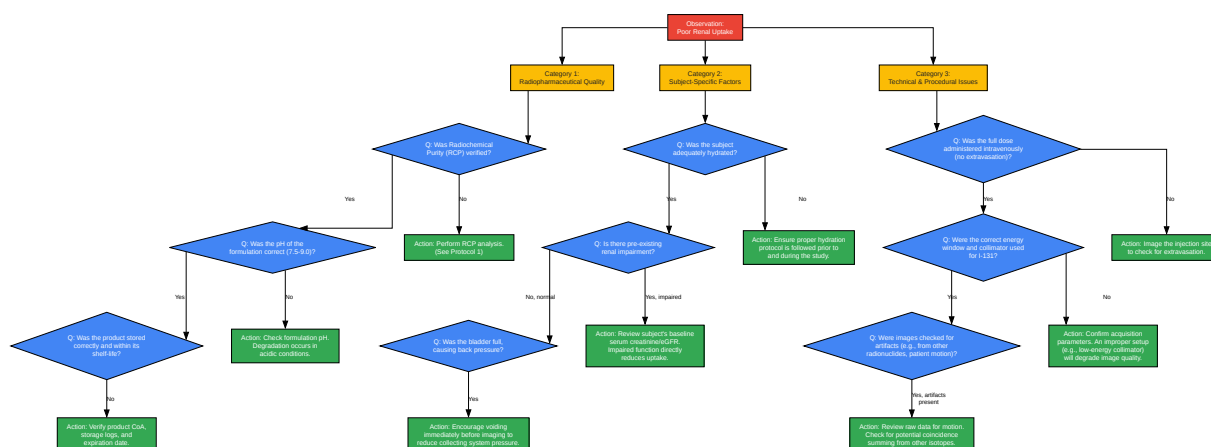 Observation:
Poor Renal Uptake
Category 1:
Radiopharmaceutical Quality
Category 2:
Subject-Specific Factors
Category 3:
Technical & Procedural Issues
Q: Was Radiochemical
Purity (RCP) verified?
Q: Was the subject
adequately hydrated?
Q: Was the full dose
administered intravenously
(no extravasation)?
Yes
No
Yes
No
Yes
No
Q: Was the pH of the
formulation correct (7.5-9.0)?
Action: Perform RCP analysis.
(See Protocol 1)
Q: Is there pre-existing
renal impairment?
Action: Ensure proper hydration
protocol is followed prior to
and during the study.
Q: Were the correct energy
window and collimator used
for I-131?
Action: Image the injection site
to check for extravasation.
Yes
No
No, normal
Yes, impaired
Yes
No
Q: Was the product stored
correctly and within its
shelf-life?
Action: Check formulation pH.
Degradation occurs in
acidic conditions.
Q: Was the bladder full,
causing back pressure?
Action: Review subject's baseline
serum creatinine/eGFR.
Impaired function directly
reduces uptake.
Q: Were images checked for
artifacts (e.g., from other
radionuclides, patient motion)?
Action: Confirm acquisition
parameters. An improper setup
(e.g., low-energy collimator)
will degrade image quality.
No
Yes
Yes, artifacts
present
Action: Verify product CoA,
storage logs, and
expiration date.
Action: Encourage voiding
immediately before imaging to
reduce collecting system pressure.
Action: Review raw data for motion.
Check for potential coincidence
summing from other isotopes.